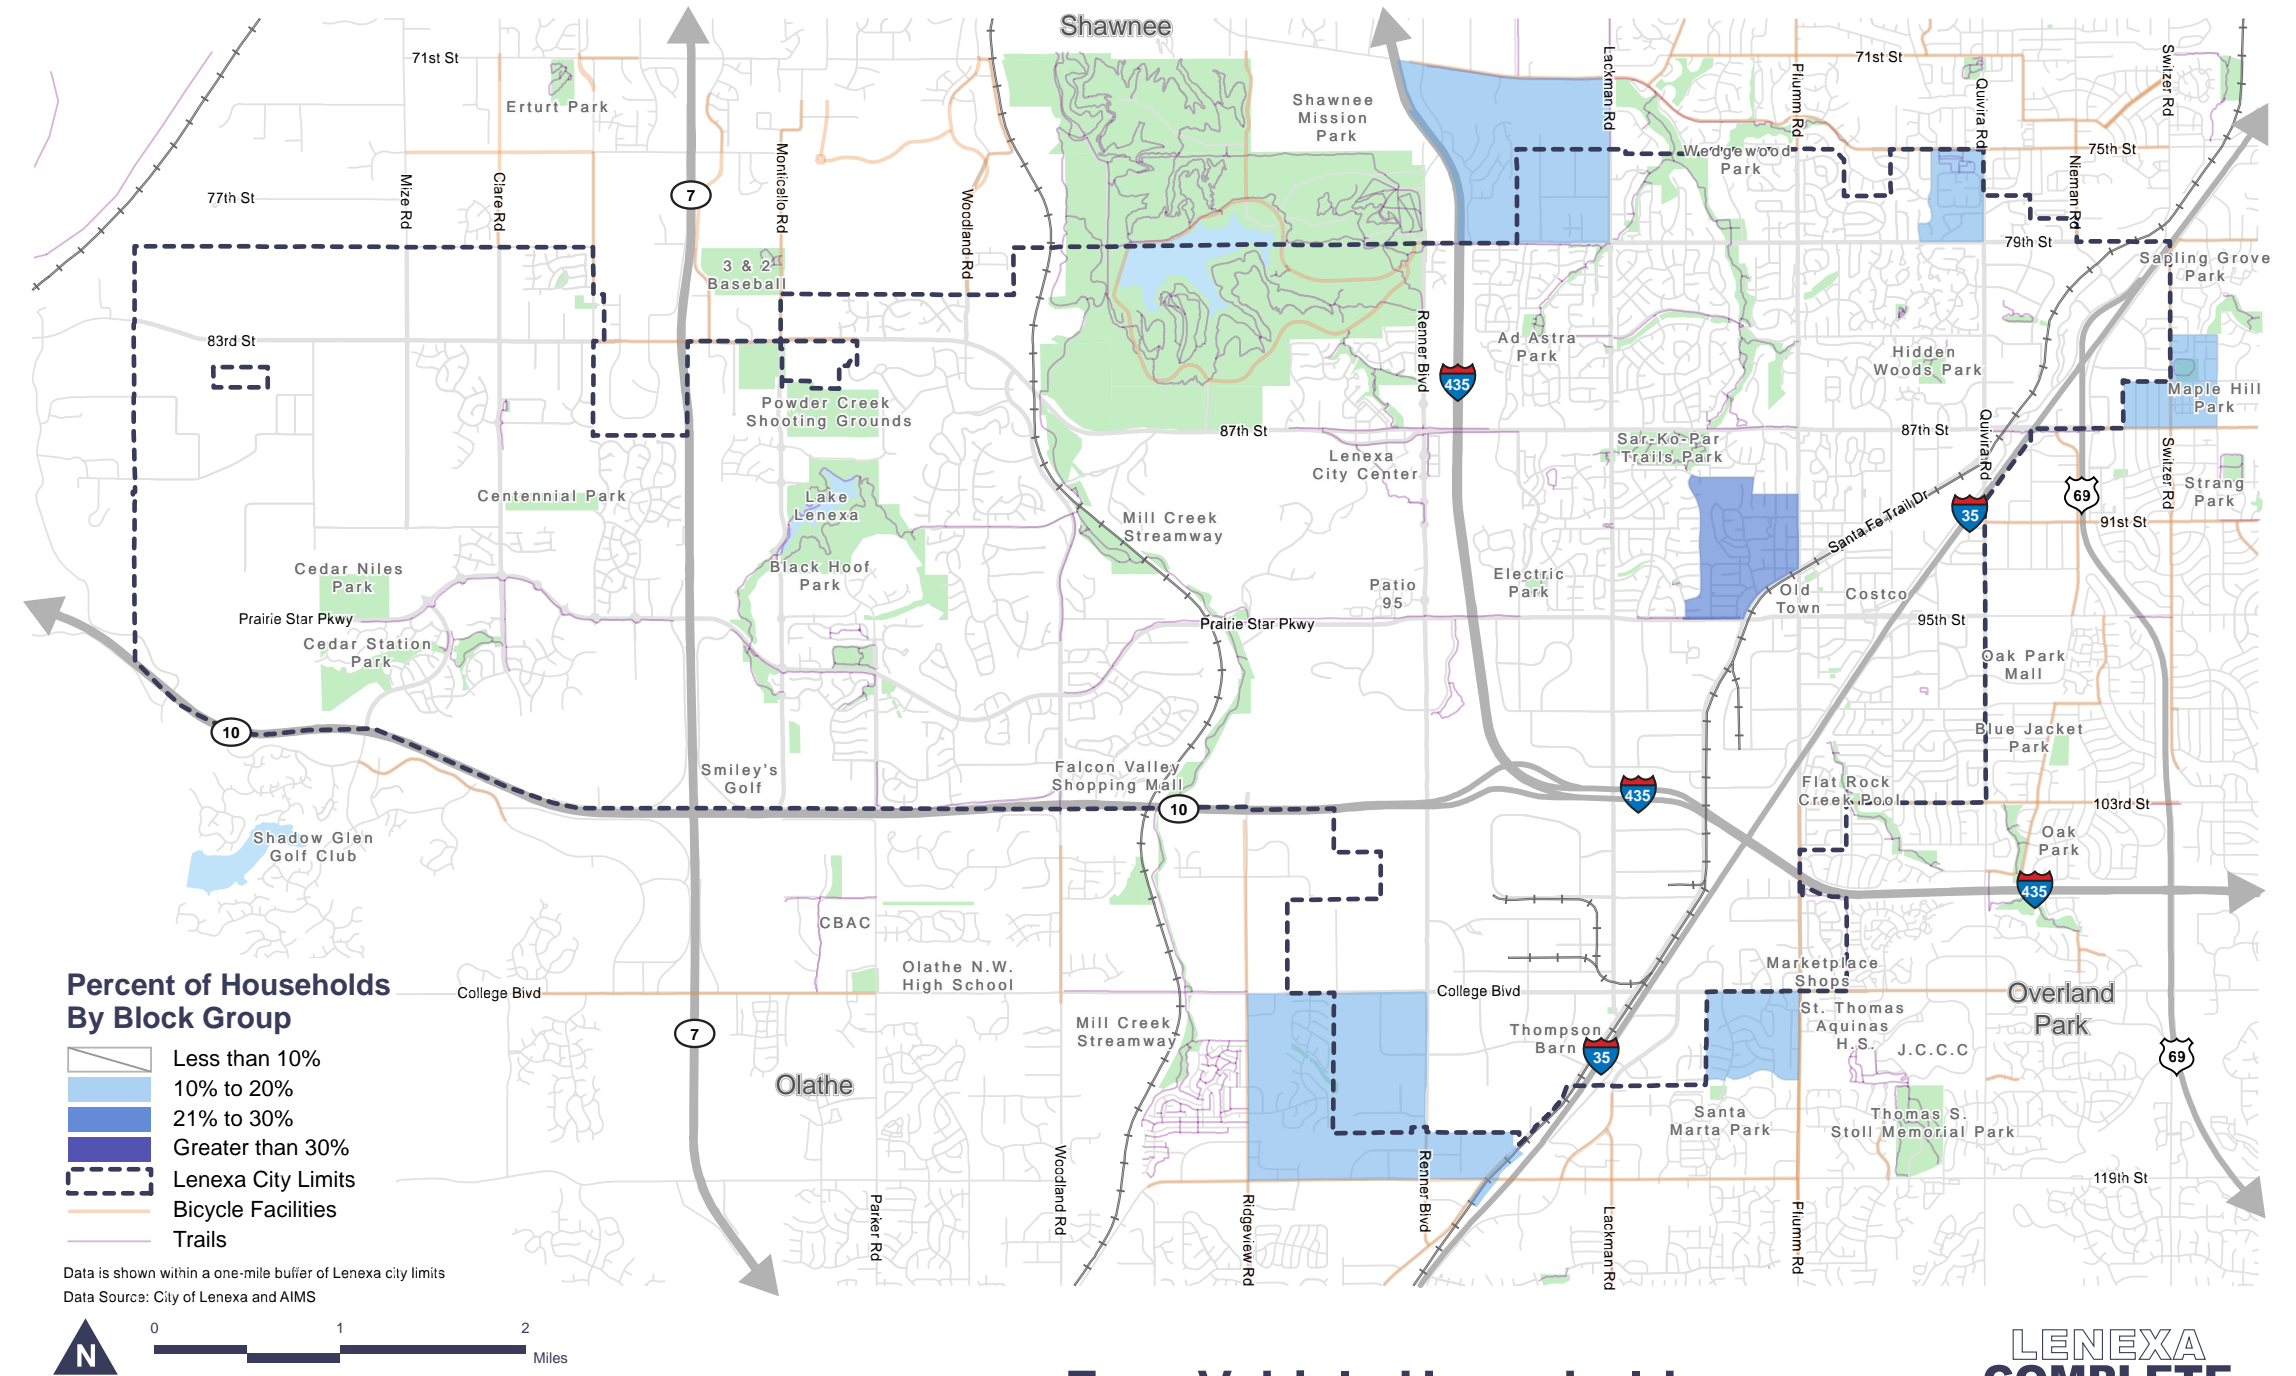 Shawnee
71st St
71st St
Erturt Park
Shawnee
Mission
Park
Lackman Rd
Pflumm Rd
Quivira Rd
Switzer Rd
Wedgewood
Park
75th St
Nieman Rd
77th St
Mize Rd
Clare Rd
7
Monticello Rd
Woodland Rd
79th St
3 & 2
Baseball
Sapling Grove
Park
83rd St
Renner Blvd
435
Ad Astra
Park
Hidden
Woods Park
Maple Hill
Park
Powder Creek
Shooting Grounds
87th St
87th St
Quivira Rd
Switzer Rd
Sar-Ko-Par
Trails Park
Lenexa
City Center
Centennial Park
Lake
Lenexa
Mill Creek
Streamway
69
35
Strang
Park
91st St
Santa Fe Trail Dr
Cedar Niles
Park
Black Hoof
Park
Patio
95
Electric
Park
Old
Town
Costco
Prairie Star Pkwy
Prairie Star Pkwy
95th St
Cedar Station
Park
Oak Park
Mall
10
Blue Jacket
Park
Smiley's
Golf
Falcon Valley
Shopping Mall
10
435
Flat Rock
Creek Pool
103rd St
Shadow Glen
Golf Club
Oak
Park
435
CBAC
Olathe N.W.
High School
Marketplace
Shops
College Blvd
College Blvd
Overland
Park
St. Thomas
Aquinas
H.S.
J.C.C.C
7
Mill Creek
Streamway
Thompson
Barn
35
69
Olathe
Santa
Marta Park
Thomas S.
Stoll Memorial Park
119th St
Parker Rd
Woodland Rd
Ridgeview Rd
Renner Blvd
Lackman Rd
Pflumm Rd
Percent of Households
By Block Group
Less than 10%
10% to 20%
21% to 30%
Greater than 30%
Lenexa City Limits
Bicycle Facilities
Trails
Data is shown within a one-mile buffer of Lenexa city limits
Data Source: City of Lenexa and AIMS
N
0 1 2
Miles
LENEXA
COMPLETE